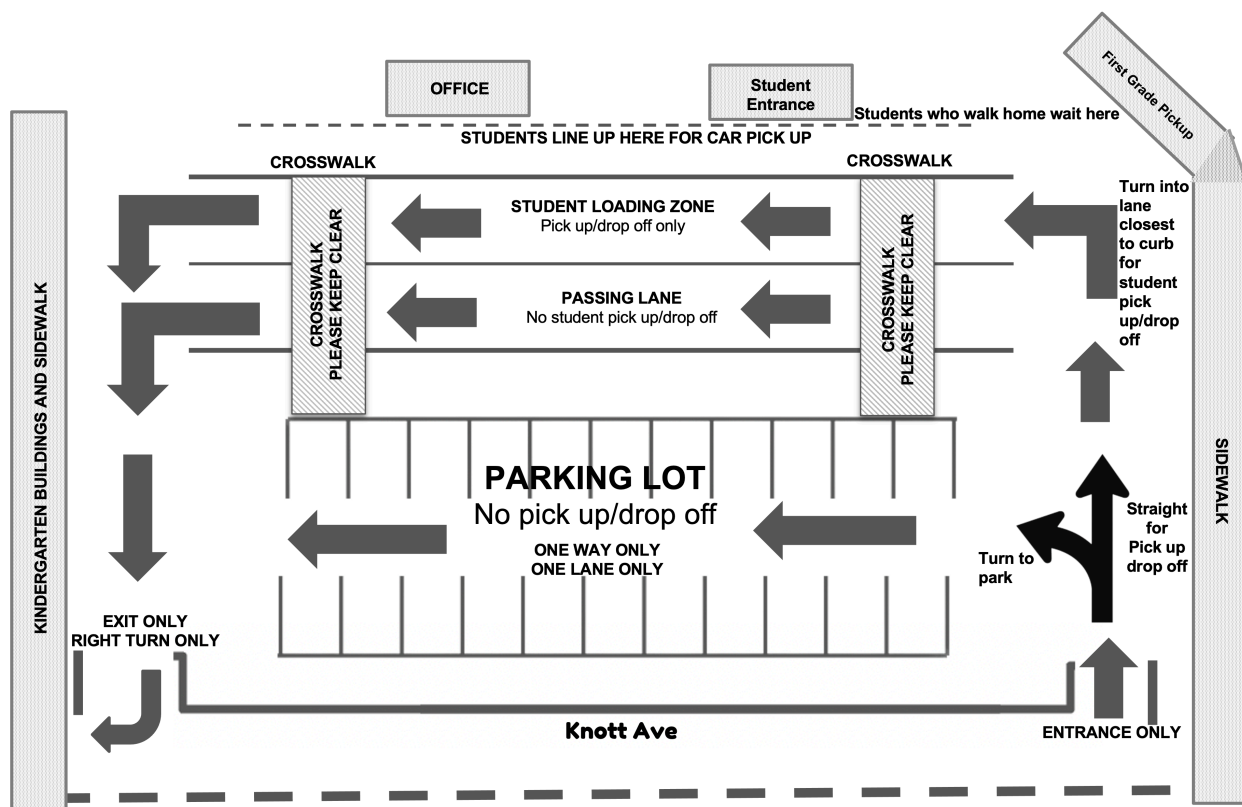 OFFICE
Student
Entrance
First Grade Pickup
Students who walk home wait here
STUDENTS LINE UP HERE FOR CAR PICK UP
CROSSWALK
CROSSWALK
STUDENT LOADING ZONE
Pick up/drop off only
Turn into
lane
closest
to curb
for
student
pick
up/drop
off
CROSSWALK
PLEASE KEEP CLEAR
PASSING LANE
No student pick up/drop off
CROSSWALK
PLEASE KEEP CLEAR
KINDERGARTEN BUILDINGS AND SIDEWALK
SIDEWALK
PARKING LOT
No pick up/drop off
ONE WAY ONLY
ONE LANE ONLY
Turn to
park
Straight
for
Pick up
drop off
EXIT ONLY
RIGHT TURN ONLY
Knott Ave
ENTRANCE ONLY